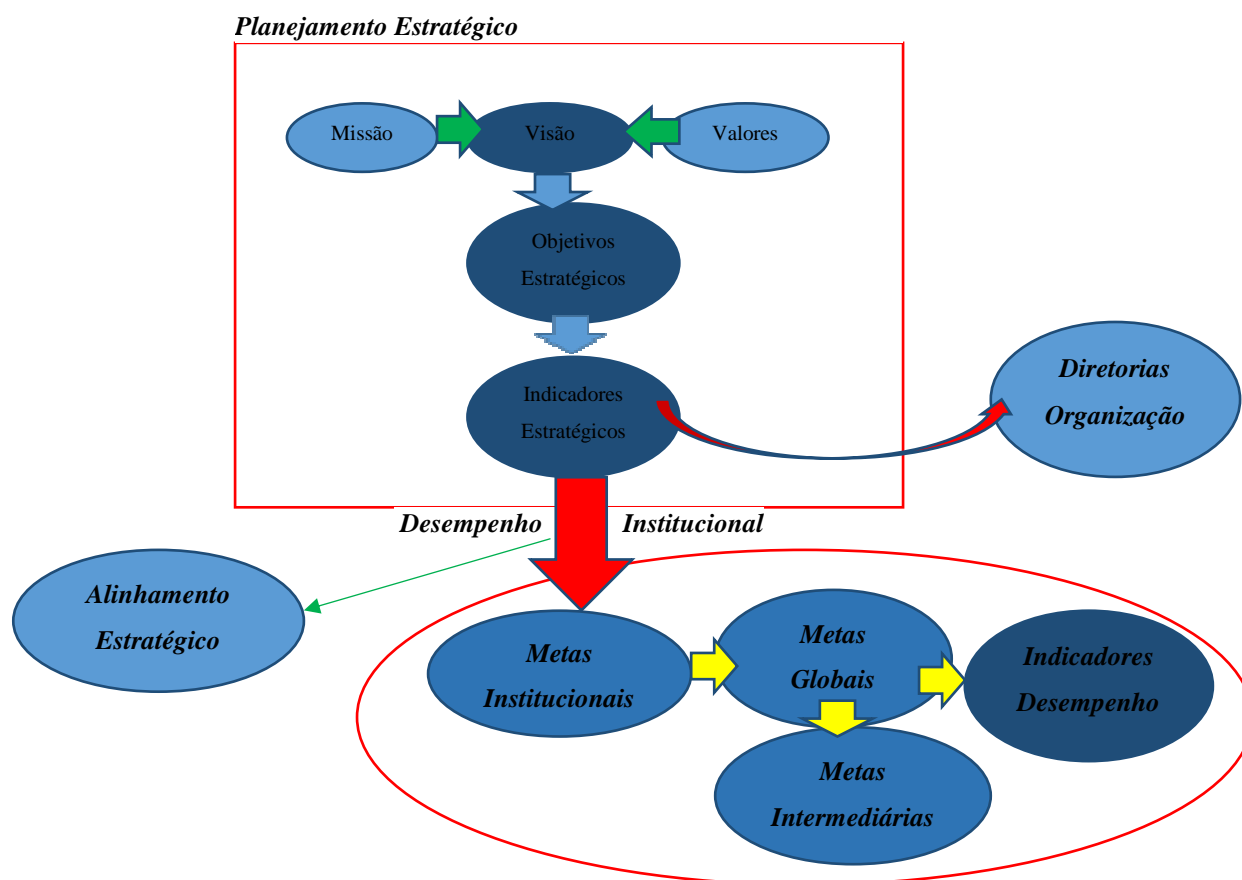 Planejamento Estratégico
Missão
Visão
Valores
Objetivos
Estratégicos
Indicadores
Estratégicos
Diretorias
Organização
Desempenho
Institucional
Alinhamento
Estratégico
Metas
Institucionais
Metas
Globais
Indicadores
Desempenho
Metas
Intermediárias